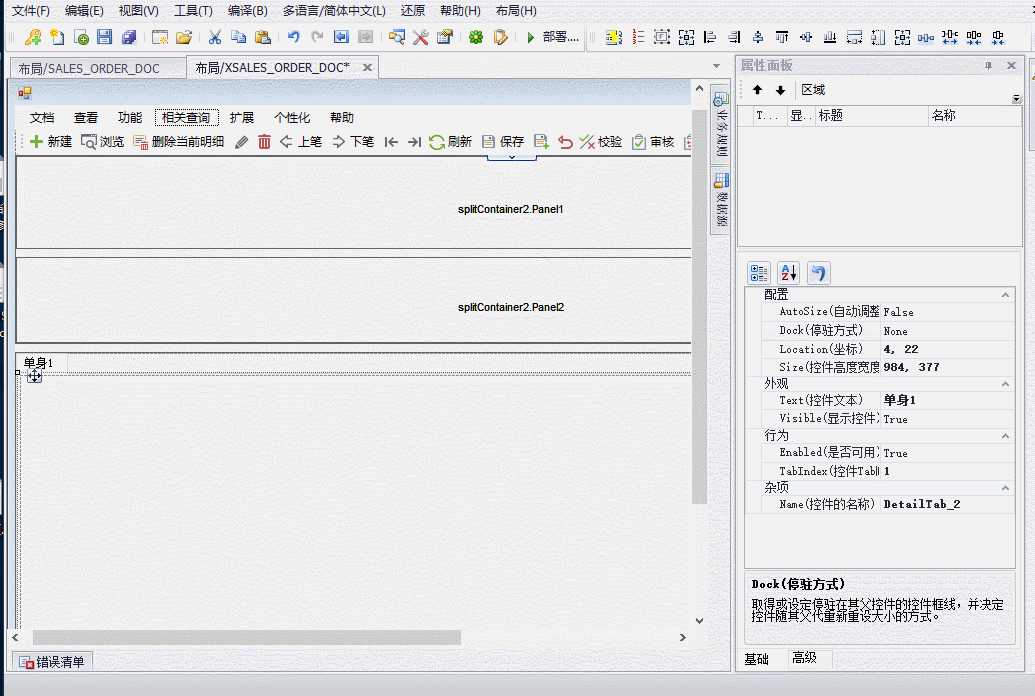 文件(F) 编辑(E) 视图(V) 工具(T) 编译(B) 多语言/简体中文(L) 还原 帮助(H) 布局(H)
部署...
布局/SALES_ORDER_DOC 布局/XSALES_ORDER_DOC*
文档 查看 功能 相关查询 扩展 个性化 帮助
新建 浏览 删除当前明细 上笔 下笔 刷新 保存 校验 审核
splitContainer2.Panel1
splitContainer2.Panel2
单身1
错误清单
业务规则
数据源
属性面板
区域
T... 显. 标题 名称
配置
AutoSize(自动调整 False
Dock(停驻方式) None
Location(坐标) 4, 22
Size(控件高度宽度 984, 377
外观
Text(控件文本) 单身1
Visible(显示控件) True
行为
Enabled(是否可用) True
TabIndex(控件Tab 1
杂项
Name(控件的名称) DetailTab_2
Dock(停驻方式)
取得或设定停驻在其父控件的控件框线，并决定
控件随其父代重新重设大小的方式。
基础 高级